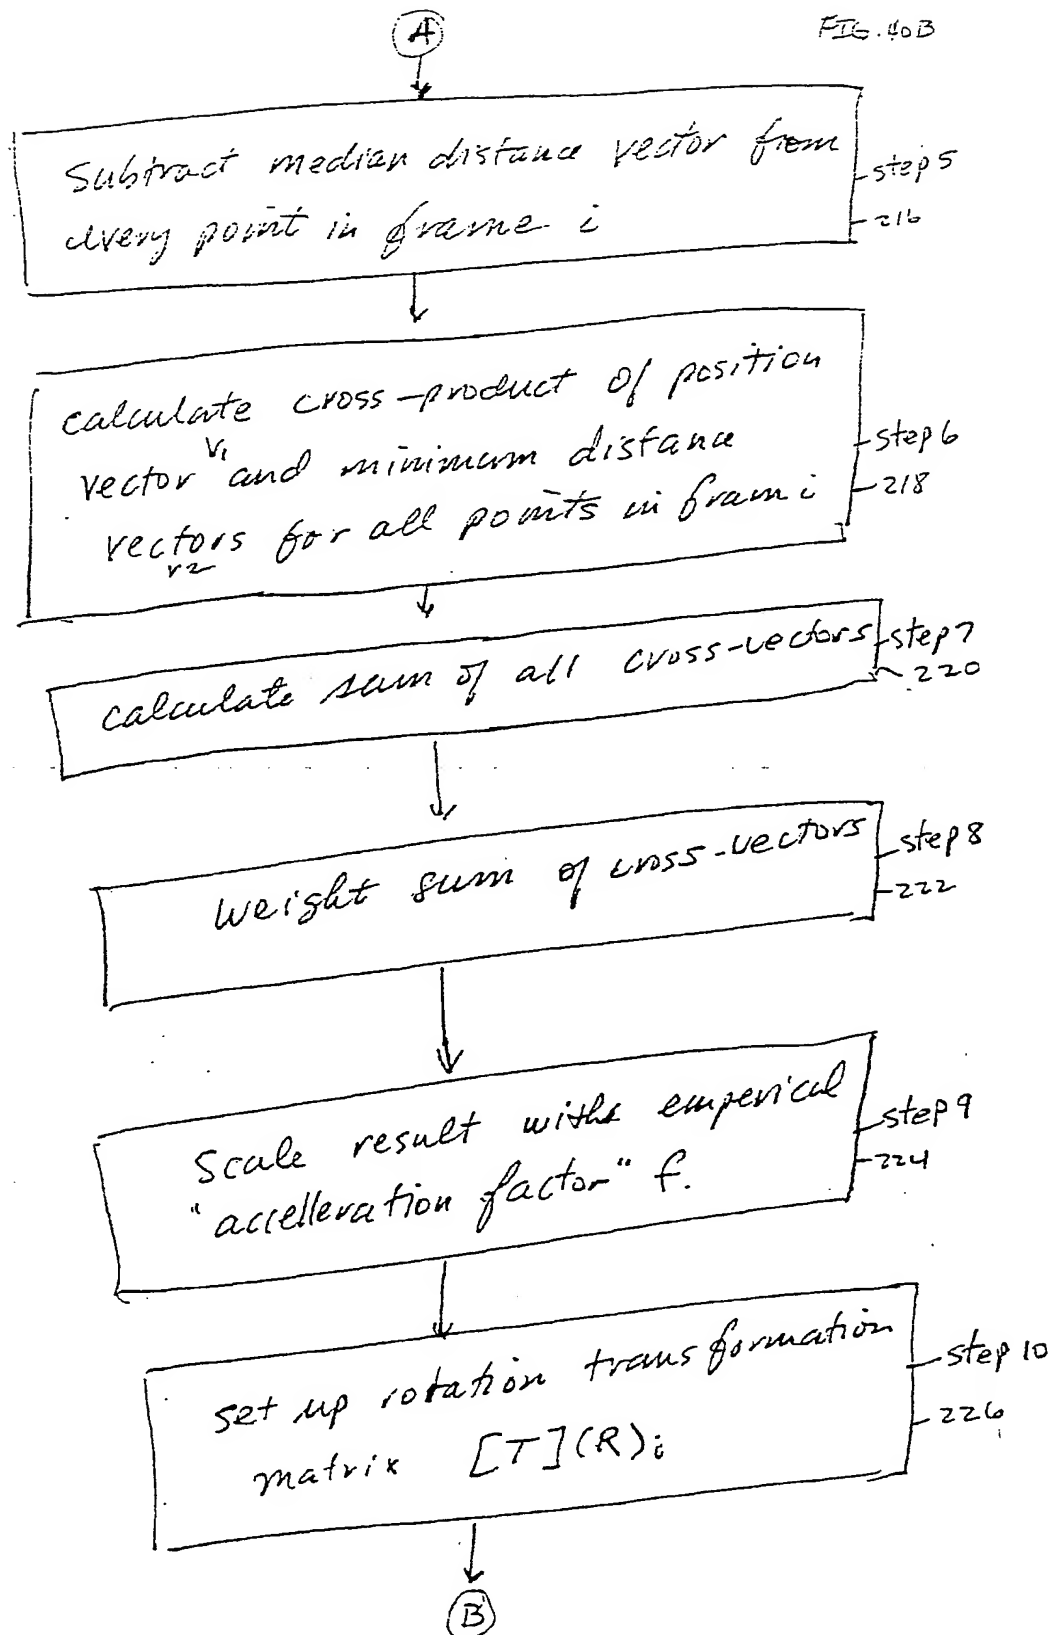 A
FIG. 40B
Subtract median distance vector from
every point in frame i
step 5
216
calculate cross-product of position
vector v1 and minimum distance
vectors for all points in fram i
v2
step 6
218
calculate sum of all cross-vectors
step 7
220
weight sum of cross-vectors
step 8
222
Scale result with emperical
"accelleration factor" f.
step 9
224
set up rotation transformation
matrix [T](R)i
step 10
226
B